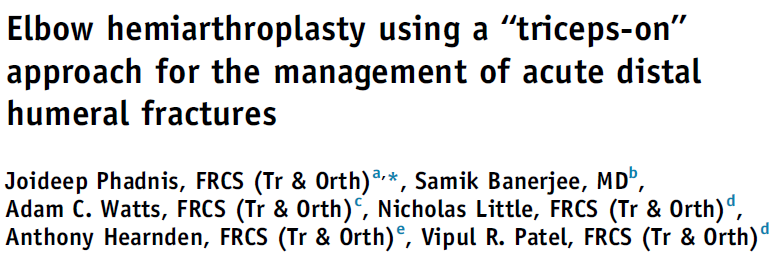 Elbow hemiarthroplasty using a “triceps-on”
approach for the management of acute distal
humeral fractures
Joideep Phadnis, FRCS (Tr & Orth)a,*, Samik Banerjee, MDb,
Adam C. Watts, FRCS (Tr & Orth)c, Nicholas Little, FRCS (Tr & Orth)d,
Anthony Hearnden, FRCS (Tr & Orth)e, Vipul R. Patel, FRCS (Tr & Orth)d